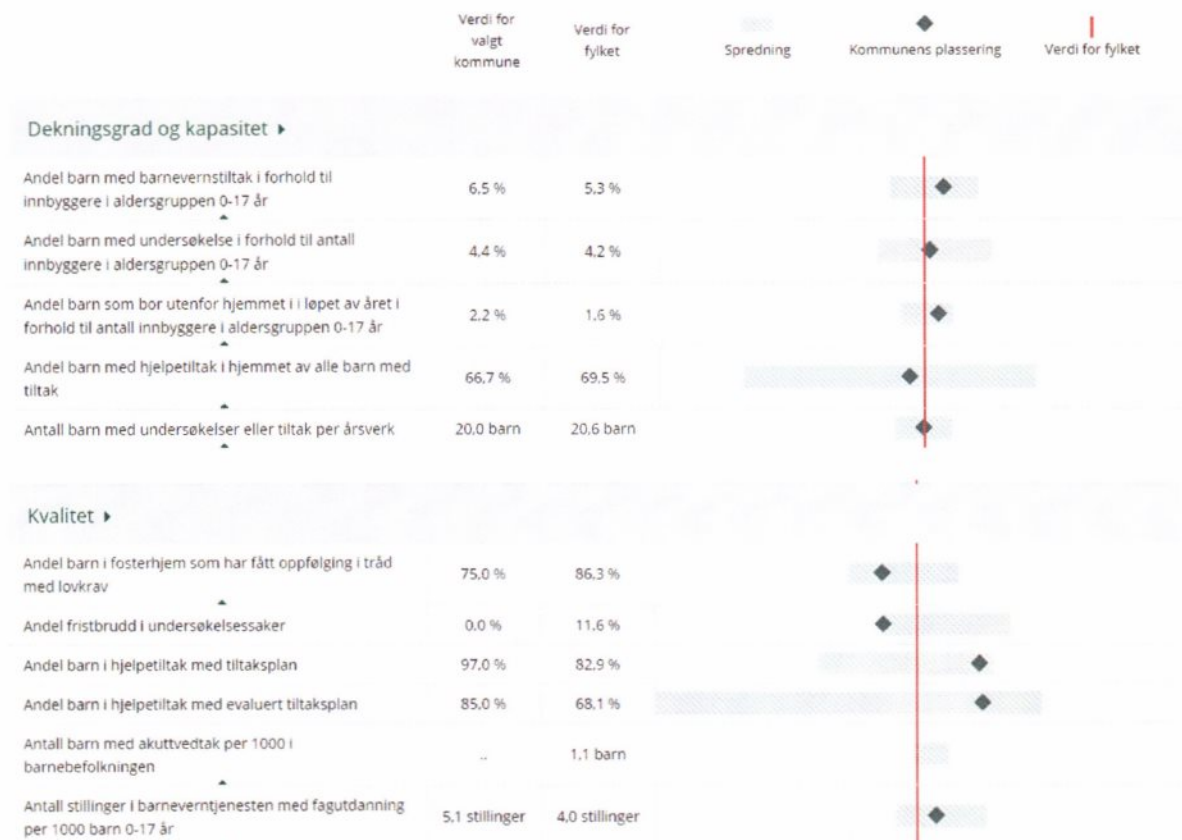 Verdi for
valgt
kommune
Verdi for
fylket
Spredning
Kommunens plassering
Verdi for fylket
Dekningsgrad og kapasitet
Andel barn med barnevernstiltak i forhold til
innbyggere i aldersgruppen 0-17 år
6,5 % 5,3 %
Andel barn med undersøkelse i forhold til antall
innbyggere i aldersgruppen 0-17 år
4,4 % 4,2 %
Andel barn som bor utenfor hjemmet i i løpet av året i
forhold til antall innbyggere i aldersgruppen 0-17 år
2,2 % 1,6 %
Andel barn med hjelpetiltak i hjemmet av alle barn med
tiltak
66,7 % 69,5 %
Antall barn med undersøkelser eller tiltak per årsverk 20,0 barn 20,6 barn
Kvalitet
Andel barn i fosterhjem som har fått oppfølging i tråd
med lovkrav
75,0 % 86,3 %
Andel fristbrudd i undersøkelsessaker 0,0 % 11,6 %
Andel barn i hjelpetiltak med tiltaksplan 97,0 % 82,9 %
Andel barn i hjelpetiltak med evaluert tiltaksplan 85,0 % 68,1 %
Antall barn med akuttvedtak per 1000 i
barnebefolkningen
.. 1,1 barn
Antall stillinger i barneverntjenesten med fagutdanning
per 1000 barn 0-17 år
5,1 stillinger 4,0 stillinger